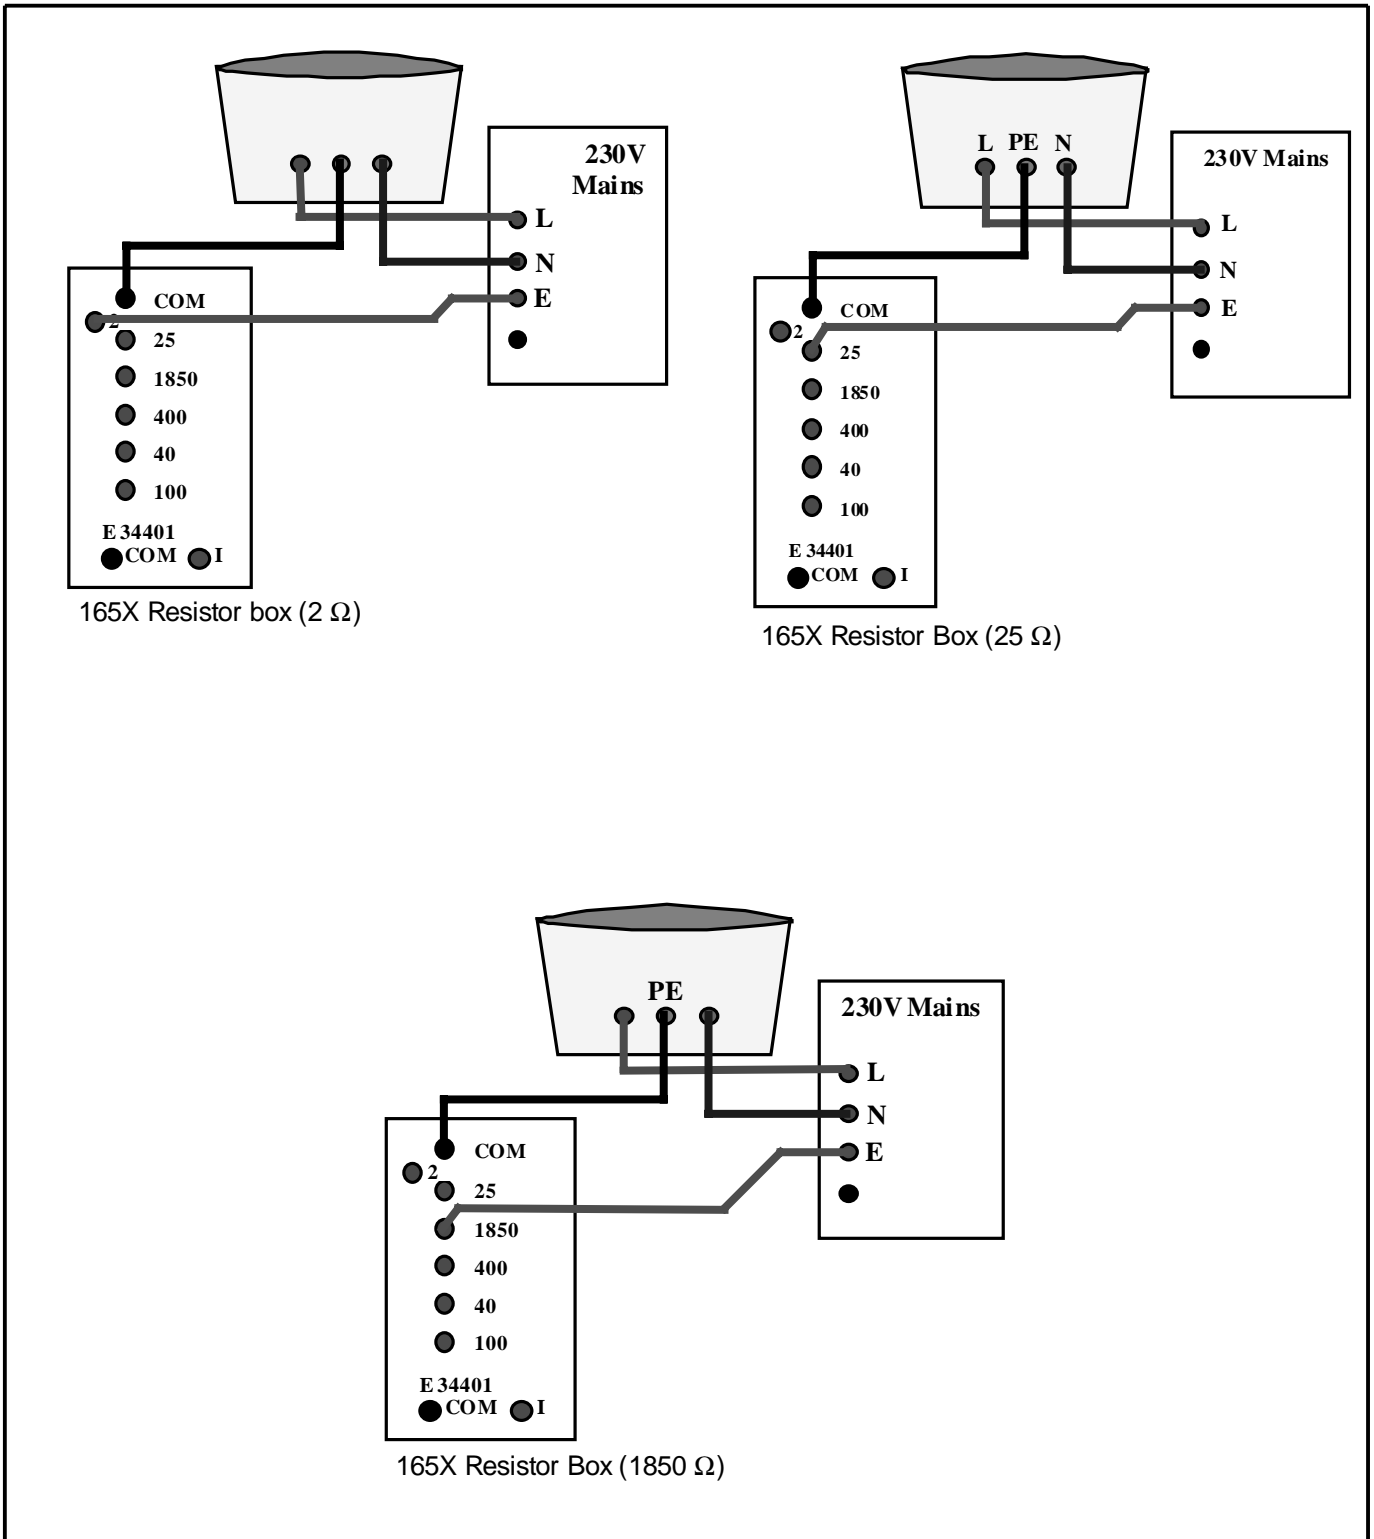 230V
Mains
L
N
E
COM
2
25
1850
400
40
100
E 34401
COM I
165X Resistor box (2 Ω)
L PE N
230V Mains
L
N
E
COM
2
25
1850
400
40
100
E 34401
COM I
165X Resistor Box (25 Ω)
PE
230V Mains
L
N
E
COM
2
25
1850
400
40
100
E 34401
COM I
165X Resistor Box (1850 Ω)